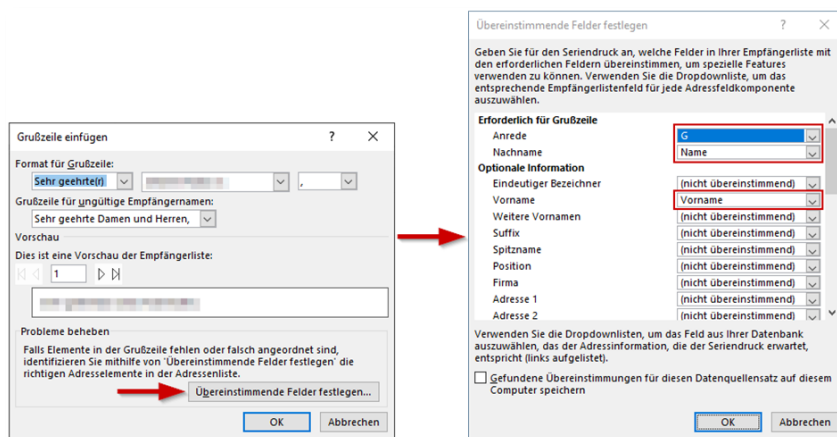 Grußzeile einfügen
Format für Grußzeile:
Sehr geehrte(r)
,
Grußzeile für ungültige Empfängernamen:
Sehr geehrte Damen und Herren,
Vorschau
Dies ist eine Vorschau der Empfängerliste:
1
Probleme beheben
Falls Elemente in der Grußzeile fehlen oder falsch angeordnet sind,
identifizieren Sie mithilfe von 'Übereinstimmende Felder festlegen' die
richtigen Adresselemente in der Adressenliste.
Übereinstimmende Felder festlegen...
OK Abbrechen
Übereinstimmende Felder festlegen
Geben Sie für den Seriendruck an, welche Felder in Ihrer Empfängerliste mit
den erforderlichen Feldern übereinstimmen, um spezielle Features
verwenden zu können. Verwenden Sie die Dropdownliste, um das
entsprechende Empfängerlistenfeld für jede Adressfeldkomponente
auszuwählen.
Erforderlich für Grußzeile
Anrede G
Nachname Name
Optionale Information
Eindeutiger Bezeichner (nicht übereinstimmend)
Vorname Vorname
Weitere Vornamen (nicht übereinstimmend)
Suffix (nicht übereinstimmend)
Spitzname (nicht übereinstimmend)
Position (nicht übereinstimmend)
Firma (nicht übereinstimmend)
Adresse 1 (nicht übereinstimmend)
Adresse 2 (nicht übereinstimmend)
Verwenden Sie die Dropdownlisten, um das Feld aus Ihrer Datenbank
auszuwählen, das der Adressinformation, die der Seriendruck erwartet,
entspricht (links aufgelistet).
Gefundene Übereinstimmungen für diesen Datenquellensatz auf diesem
Computer speichern
OK Abbrechen